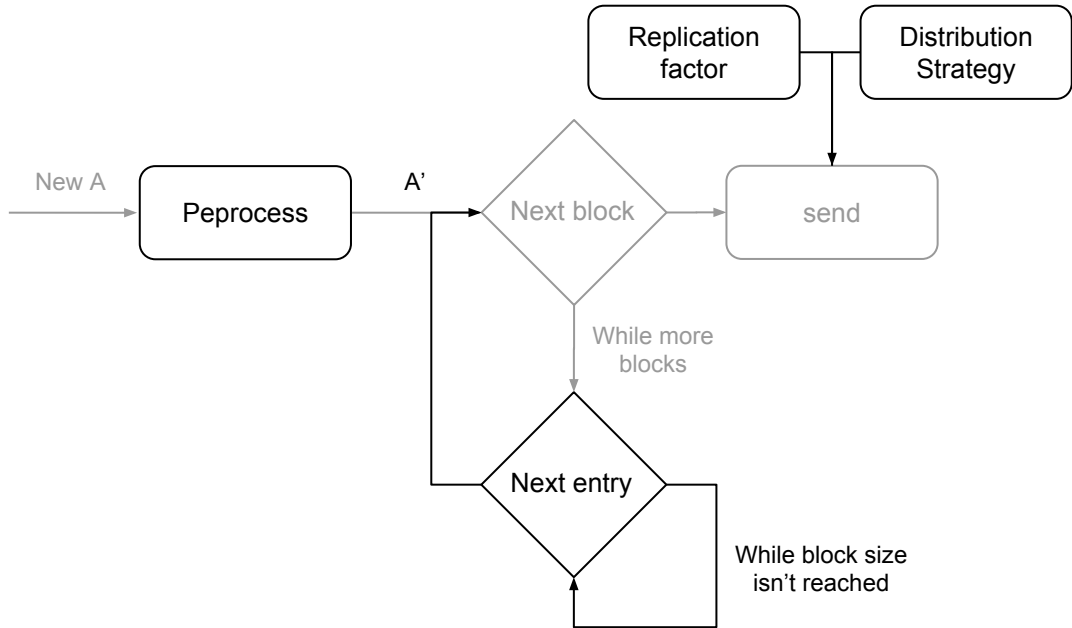 Replication
factor
Distribution
Strategy
New A
Peprocess
A’
Next block
send
While more
blocks
Next entry
While block size
isn’t reached